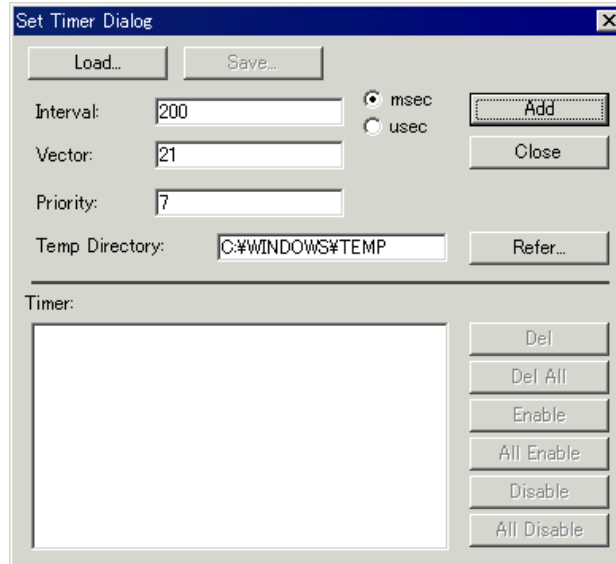 Set Timer Dialog
Load...
Save...
Interval:
200
msec
usec
Add
Vector:
21
Close
Priority:
7
Temp Directory:
C:¥WINDOWS¥TEMP
Refer...
Timer:
Del
Del All
Enable
All Enable
Disable
All Disable